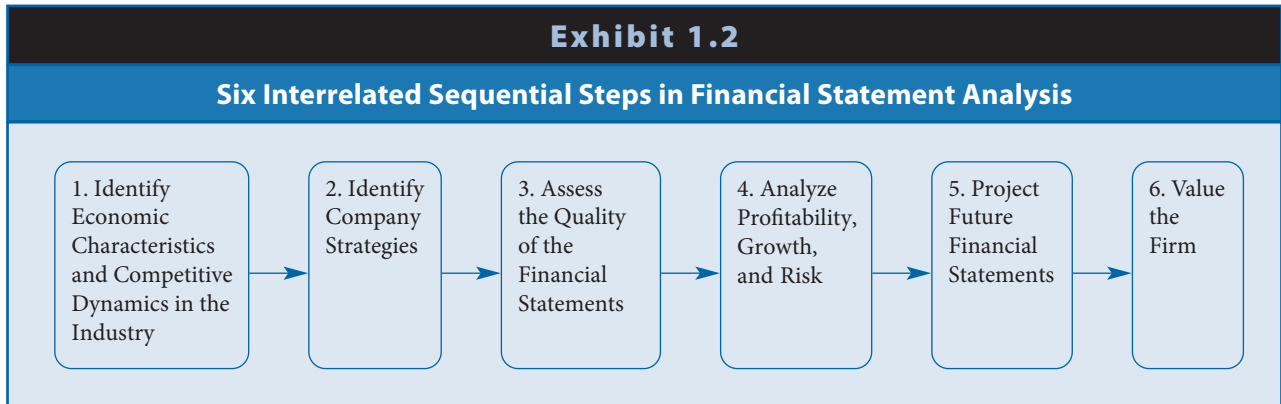 Exhibit 1.2
Six Interrelated Sequential Steps in Financial Statement Analysis
1. Identify
Economic
Characteristics
and Competitive
Dynamics in the
Industry
2. Identify
Company
Strategies
3. Assess
the Quality
of the
Financial
Statements
4. Analyze
Profitability,
Growth,
and Risk
5. Project
Future
Financial
Statements
6. Value
the
Firm